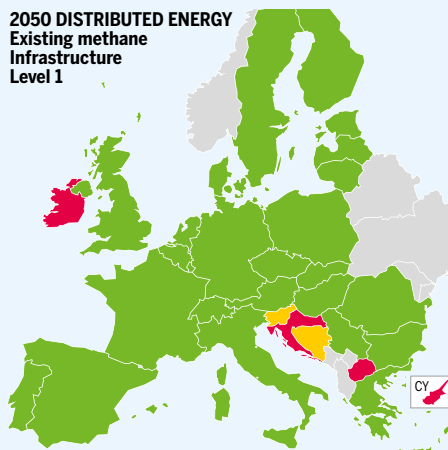 2050 DISTRIBUTED ENERGY
Existing methane
Infrastructure
Level 1
CY